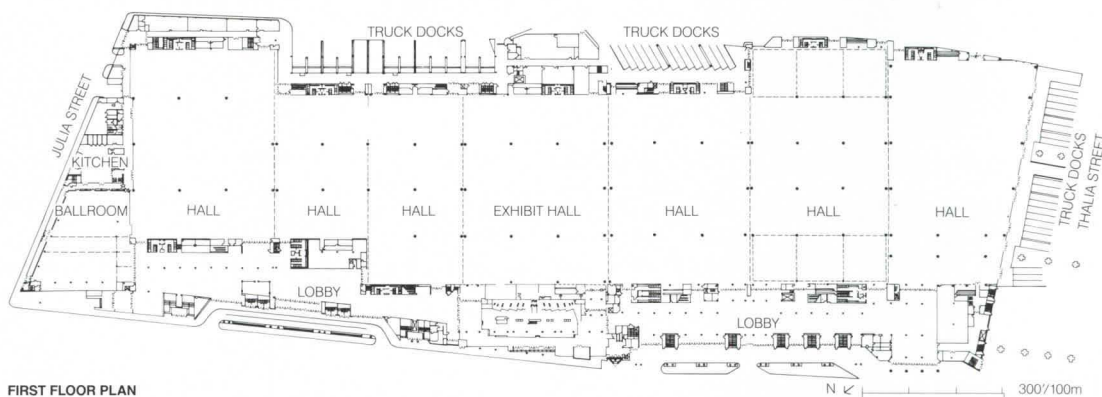 TRUCK DOCKS
TRUCK DOCKS
JULIA STREET
KITCHEN
BALLROOM
HALL
HALL
HALL
EXHIBIT HALL
HALL
HALL
HALL
TRUCK DOCKS
THALIA STREET
LOBBY
LOBBY
FIRST FLOOR PLAN
N
300'/100m